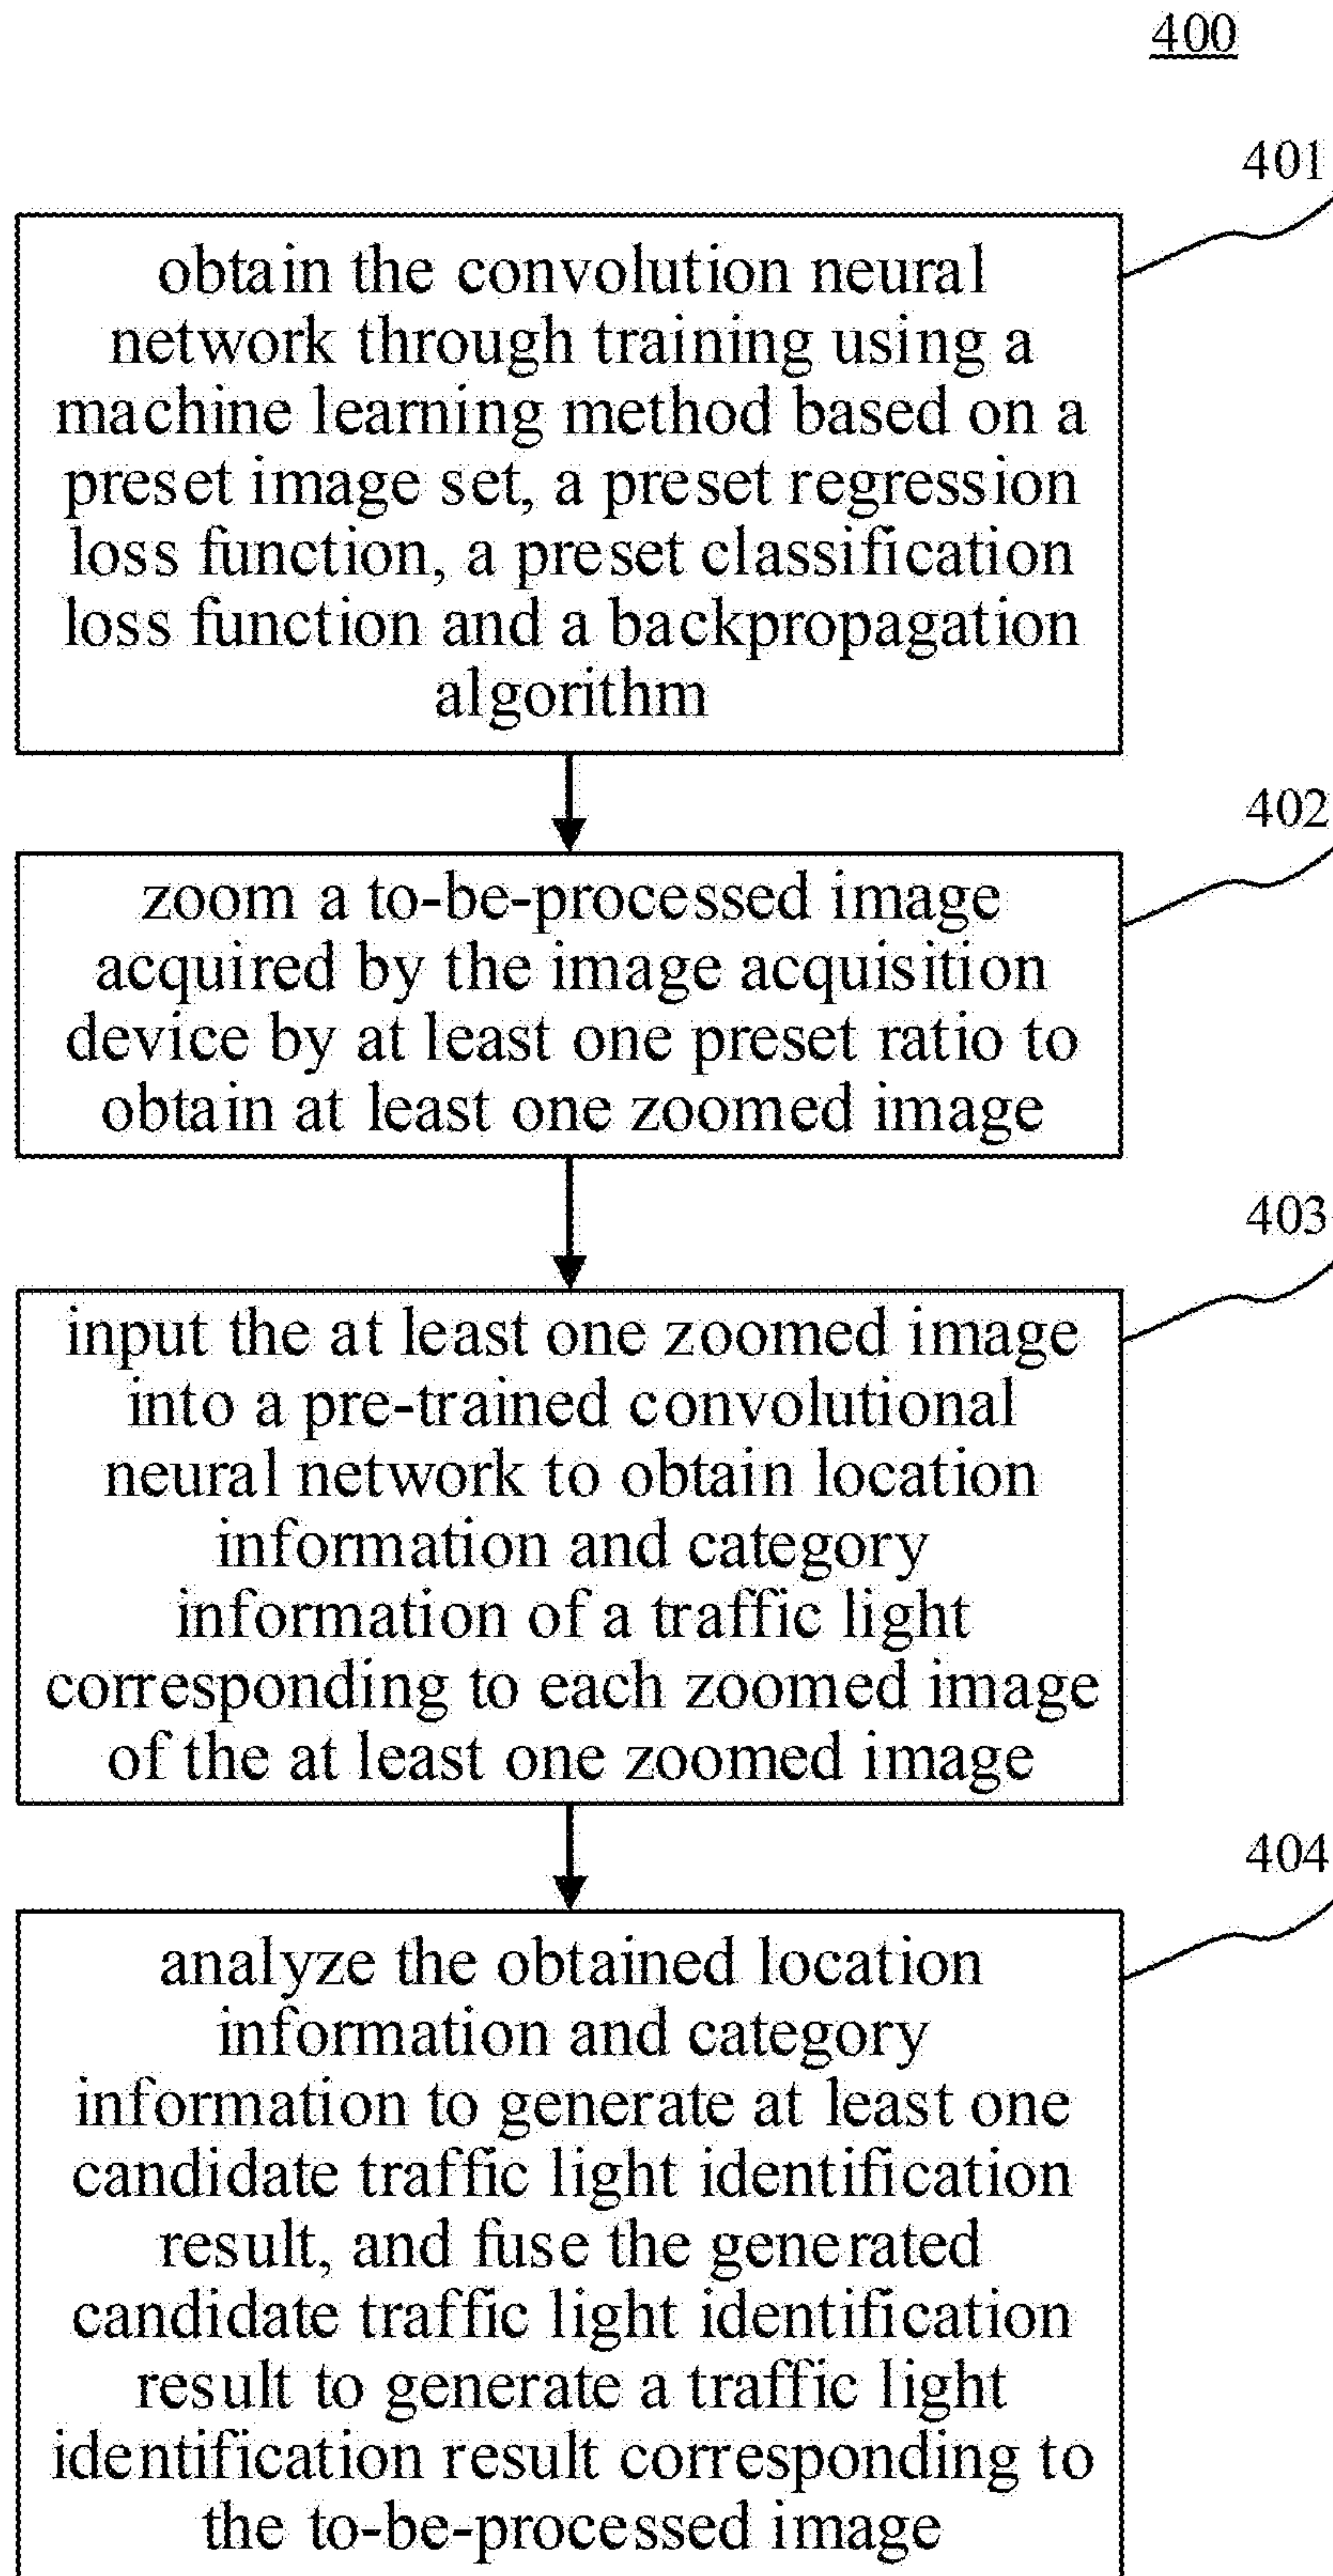 400
401
obtain the convolution neural
network through training using a
machine learning method based on a
preset image set, a preset regression
loss function, a preset classification
loss function and a backpropagation
algorithm
402
zoom a to-be-processed image
acquired by the image acquisition
device by at least one preset ratio to
obtain at least one zoomed image
403
input the at least one zoomed image
into a pre-trained convolutional
neural network to obtain location
information and category
information of a traffic light
corresponding to each zoomed image
of the at least one zoomed image
404
analyze the obtained location
information and category
information to generate at least one
candidate traffic light identification
result, and fuse the generated
candidate traffic light identification
result to generate a traffic light
identification result corresponding to
the to-be-processed image